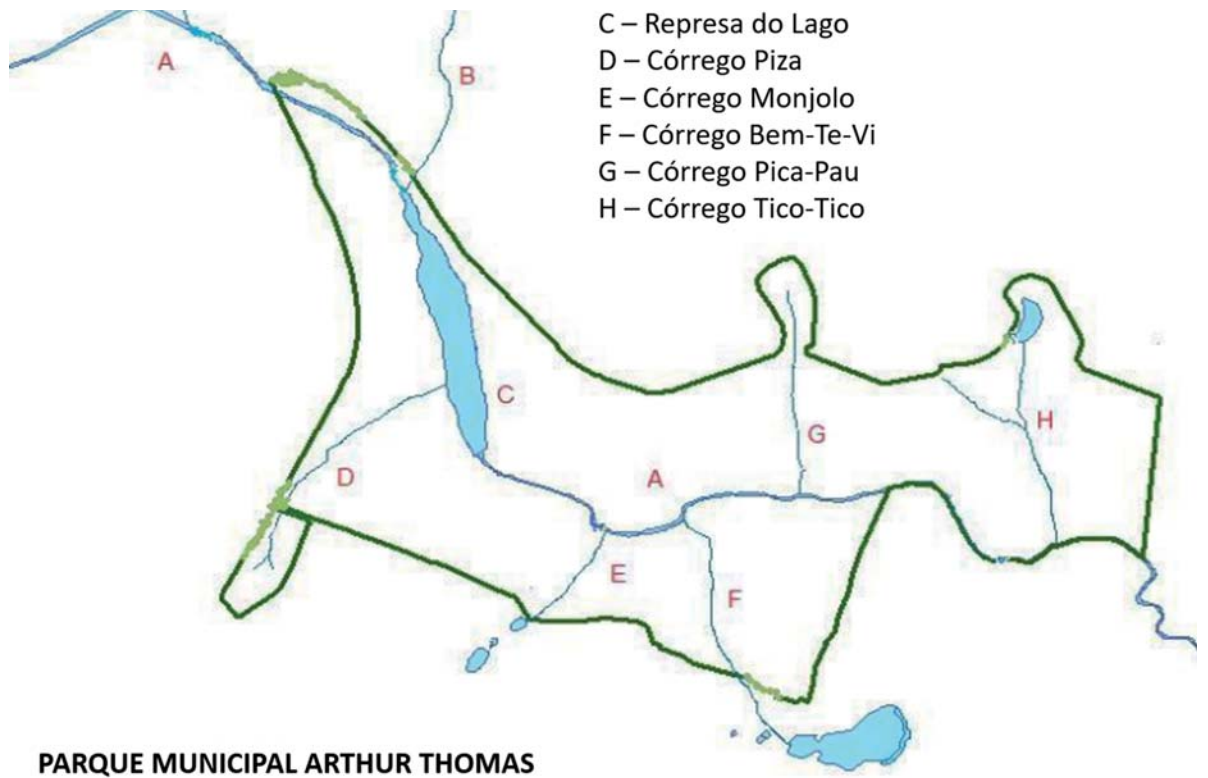 C – Represa do Lago
D – Córrego Piza
E – Córrego Monjolo
F – Córrego Bem-Te-Vi
G – Córrego Pica-Pau
H – Córrego Tico-Tico
A
B
C
D
A
G
H
E
F
PARQUE MUNICIPAL ARTHUR THOMAS